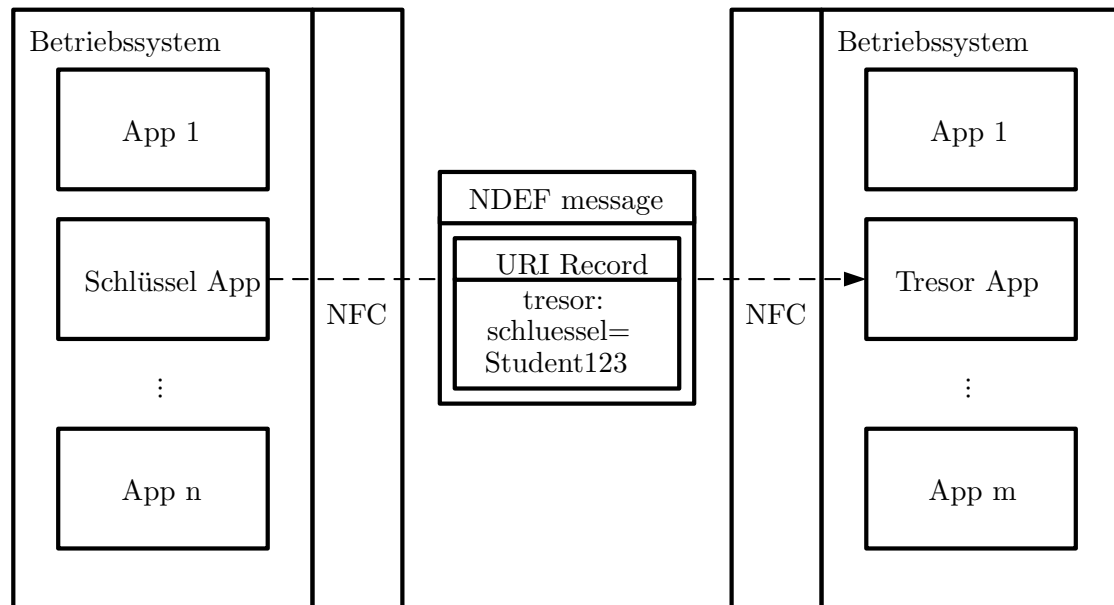 Betriebssystem
App 1
Schlüssel App
⋮
App n
NFC
NDEF message
URI Record
tresor:
schluessel=
Student123
NFC
Betriebssystem
App 1
Tresor App
⋮
App m